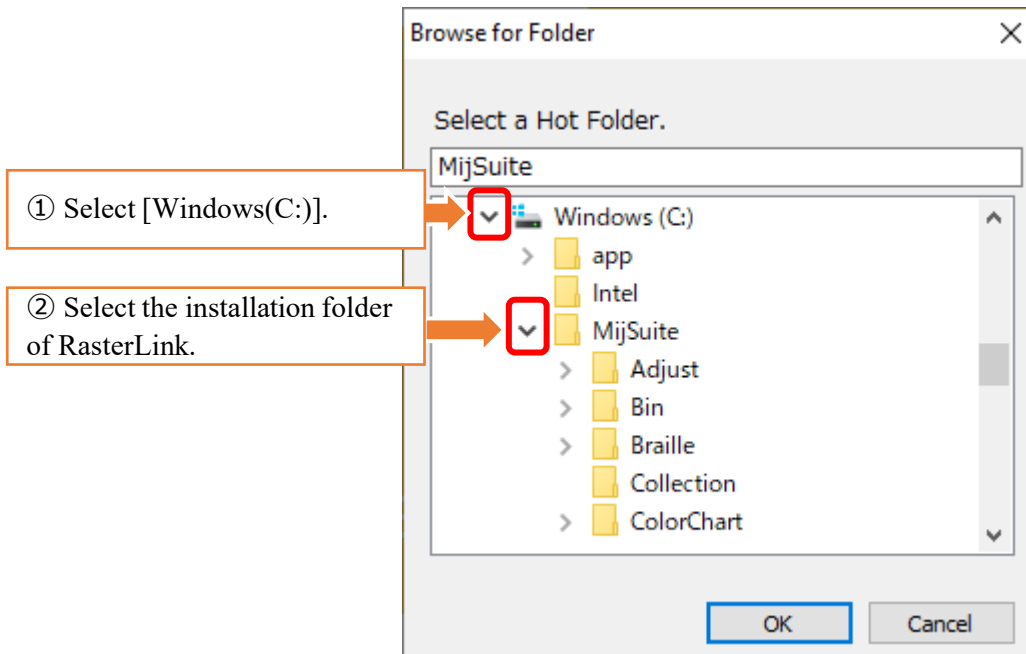 Browse for Folder
Select a Hot Folder.
MijSuite
① Select [Windows(C:)].
Windows (C:)
app
② Select the installation folder
of RasterLink.
Intel
MijSuite
Adjust
Bin
Braille
Collection
ColorChart
OK
Cancel